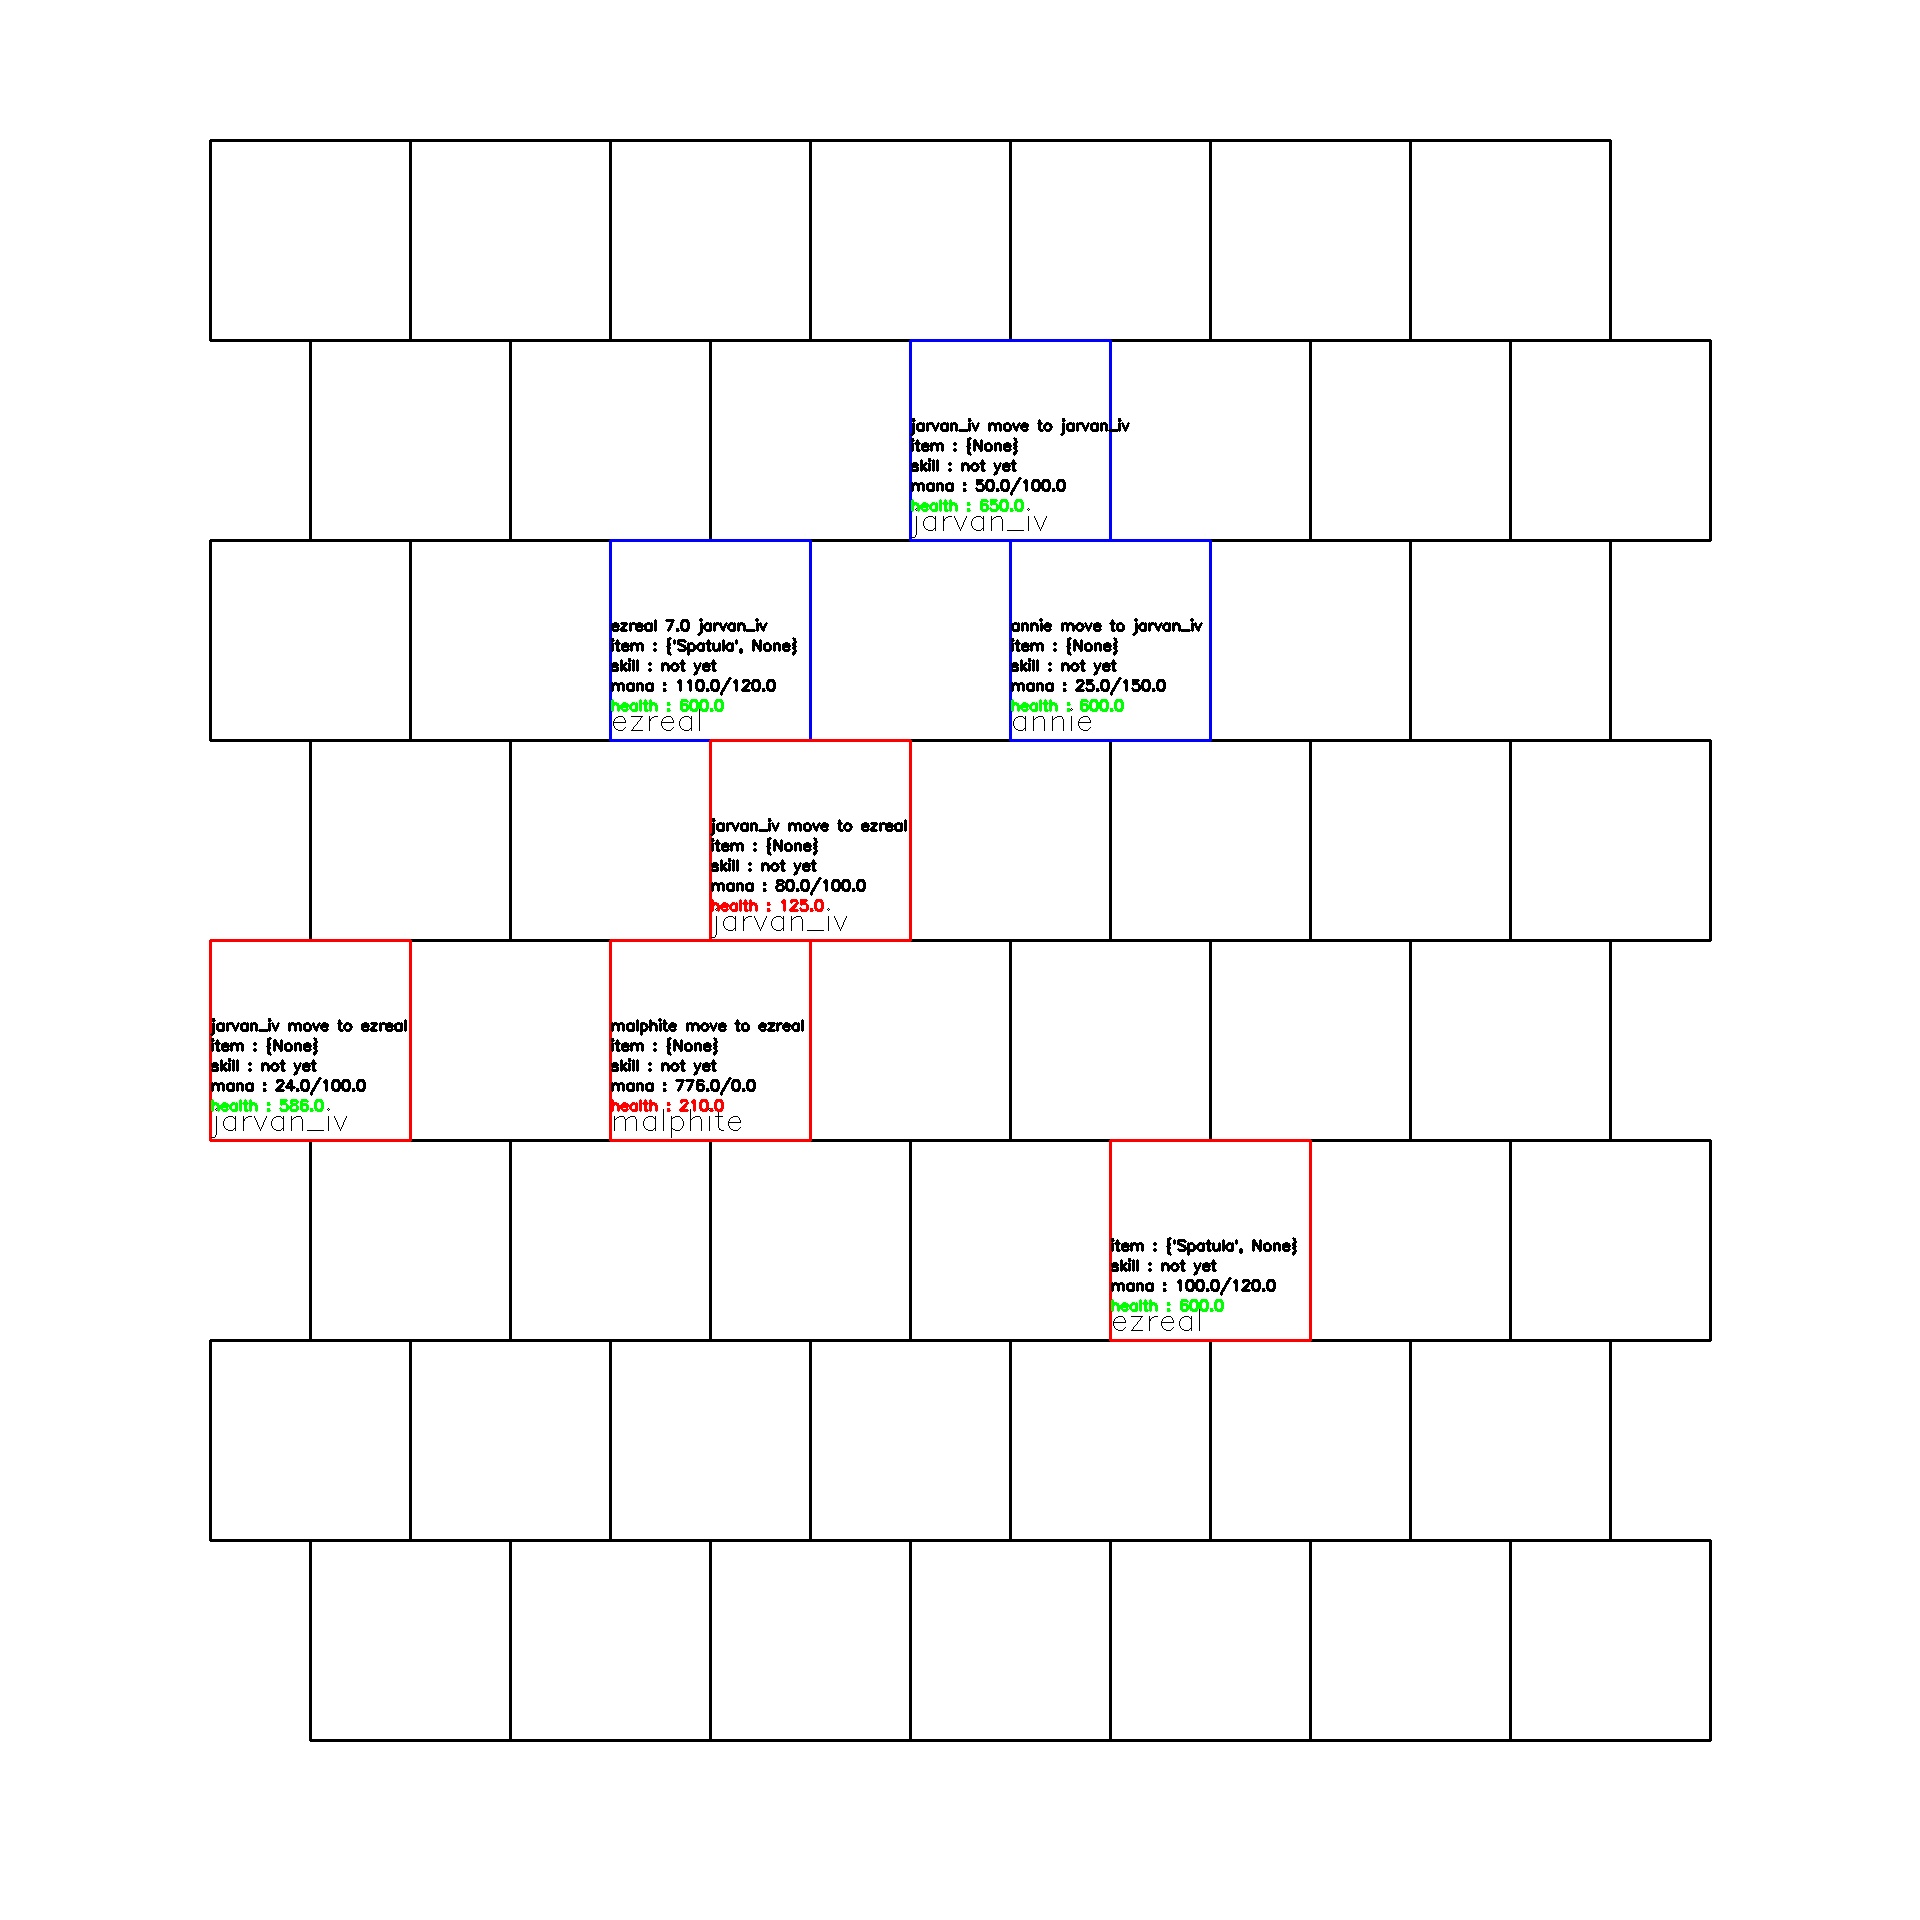 jarvan_iv move to jarvan_iv
item : {None}
skill : not yet
mana : 50.0/100.0
health : 650.0
jarvan_iv
ezreal 7.0 jarvan_iv
item : {'Spatula', None}
skill : not yet
mana : 110.0/120.0
health : 600.0
ezreal
annie move to jarvan_iv
item : {None}
skill : not yet
mana : 25.0/150.0
health : 600.0
annie
jarvan_iv move to ezreal
item : {None}
skill : not yet
mana : 80.0/100.0
health : 125.0
jarvan_iv
jarvan_iv move to ezreal
item : {None}
skill : not yet
mana : 24.0/100.0
health : 586.0
jarvan_iv
malphite move to ezreal
item : {None}
skill : not yet
mana : 776.0/0.0
health : 210.0
malphite
item : {'Spatula', None}
skill : not yet
mana : 100.0/120.0
health : 600.0
ezreal